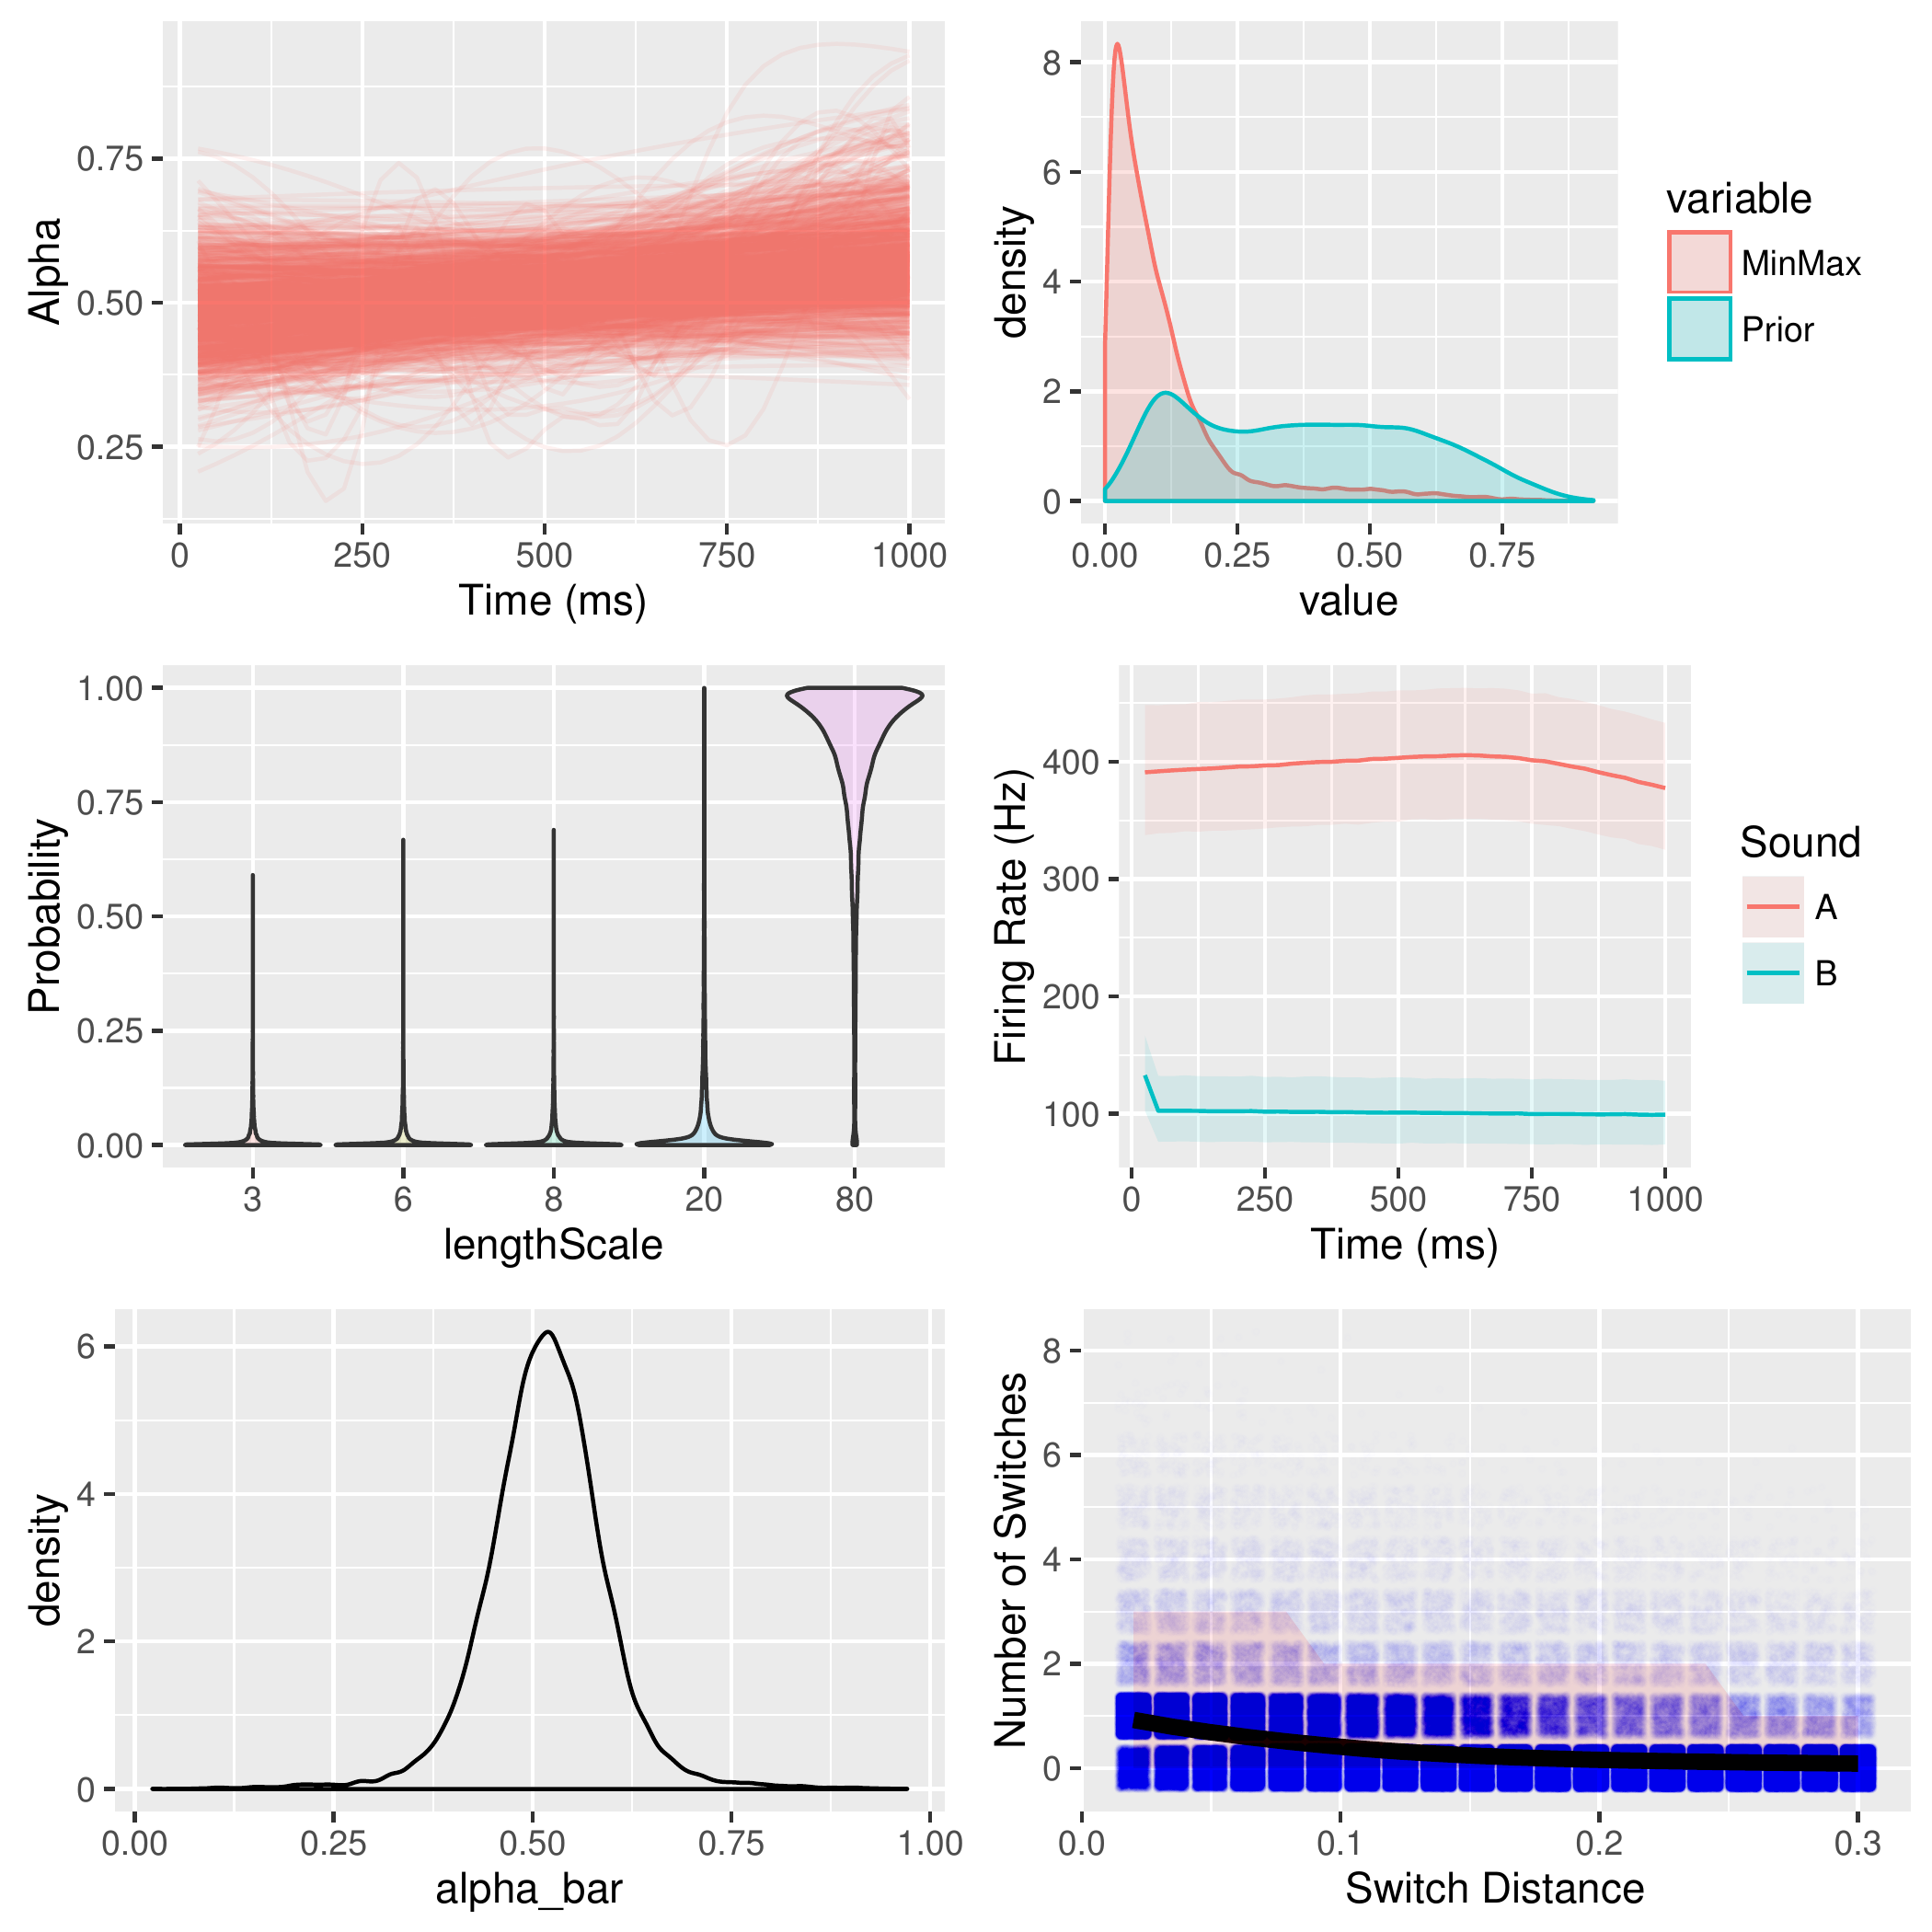 0.75
0.50
0.25
Alpha
0 250 500 750 1000
Time (ms)
8
6
4
2
0
density
0.00 0.25 0.50 0.75
value
variable
MinMax
Prior
1.00
0.75
0.50
0.25
0.00
Probability
3 6 8 20 80
lengthScale
400
300
200
100
Firing Rate (Hz)
0 250 500 750 1000
Time (ms)
Sound
A
B
6
4
2
0
density
0.00 0.25 0.50 0.75 1.00
alpha_bar
8
6
4
2
0
Number of Switches
0.0 0.1 0.2 0.3
Switch Distance